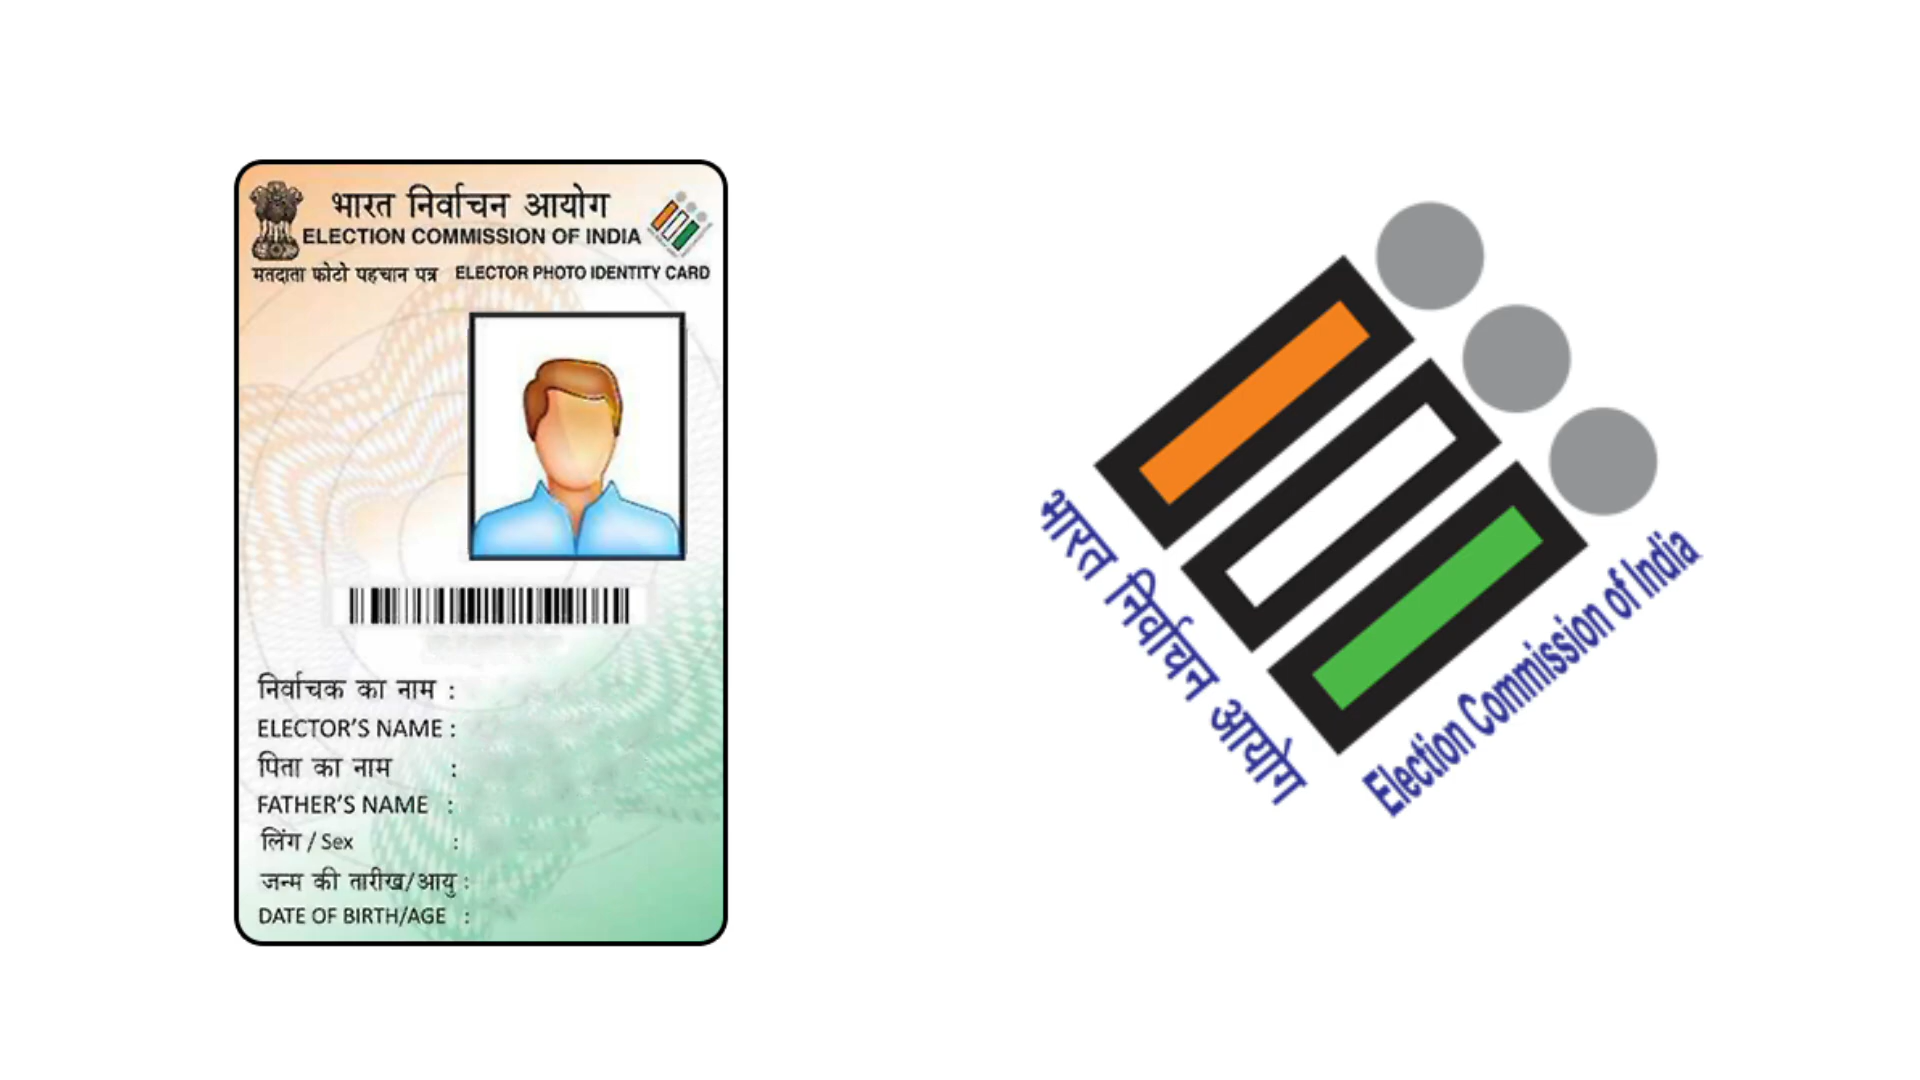 भारत निर्वाचन आयोग
ELECTION COMMISSION OF INDIA
मतदाता फोटो पहचान पत्र ELECTOR PHOTO IDENTITY CARD
निर्वाचक का नाम :
ELECTOR'S NAME :
पिता का नाम :
FATHER'S NAME :
लिंग / Sex :
जन्म की तारीख/आयु :
DATE OF BIRTH/AGE :
भारत निर्वाचन आयोग
Election Commission of India